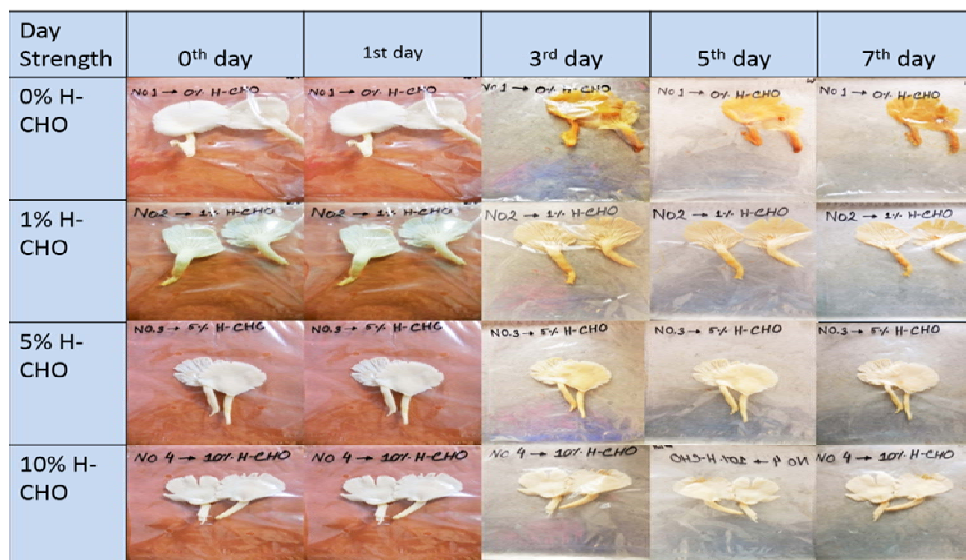 Day
Strength
0th day
1st day
3rd day
5th day
7th day
0% H-
CHO
No 1 → 0% H-CHO
No 1 → 0% H-CHO
No 1 → 0% H-CHO
No 1 → 0% H-CHO
No 1 → 0% H-CHO
1% H-
CHO
No.2 → 1% H-CHO
No.2 → 1% H-CHO
No.2 → 1% H-CHO
No.2 → 1% H-CHO
No.2 → 1% H-CHO
5% H-
CHO
NO.3 → 5% H-CHO
NO.3 → 5% H-CHO
NO.3 → 5% H-CHO
NO.3 → 5% H-CHO
NO.3 → 5% H-CHO
10% H-
CHO
NO 4 → 10% H-CHO
NO 4 → 10% H-CHO
NO 4 → 10% H-CHO
NO 4 → 10% H-CHO
NO 4 → 10% H-CHO